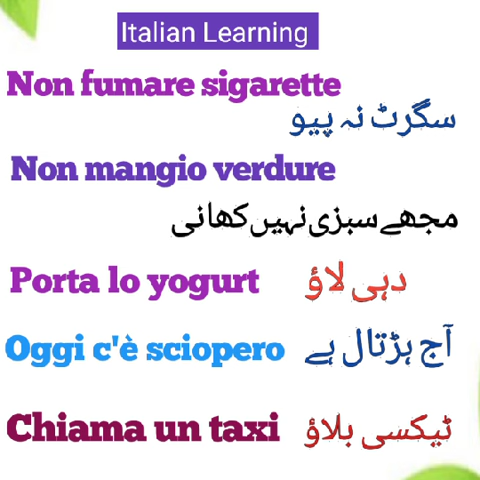 Italian Learning
Non fumare sigarette
سگرٹ نہ پیو
Non mangio verdure
مجھے سبزی نہیں کھانی
Porta lo yogurt دہی لاؤ
Oggi c'è sciopero آج ہڑتال ہے
Chiama un taxi ٹیکسی بلاؤ